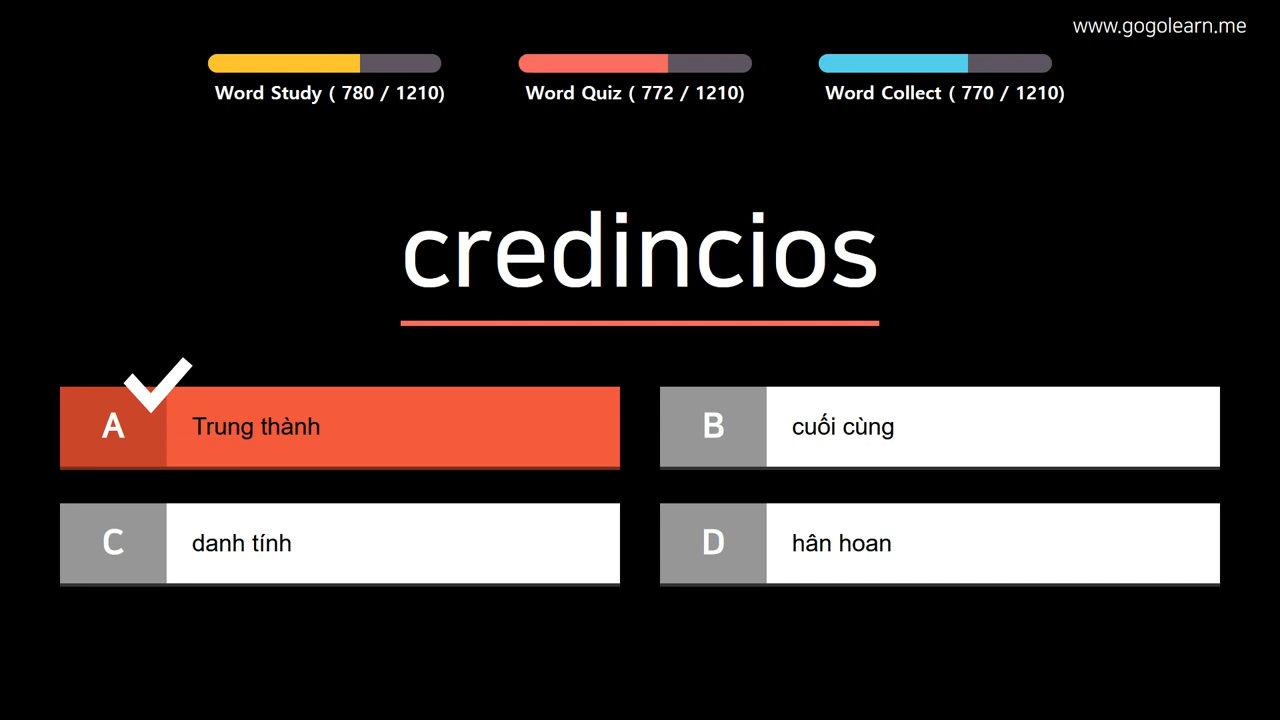 www.gogolearn.me
Word Study ( 780 / 1210)
Word Quiz ( 772 / 1210)
Word Collect ( 770 / 1210)
credincios
A
Trung thành
B
cuối cùng
C
danh tính
D
hân hoan